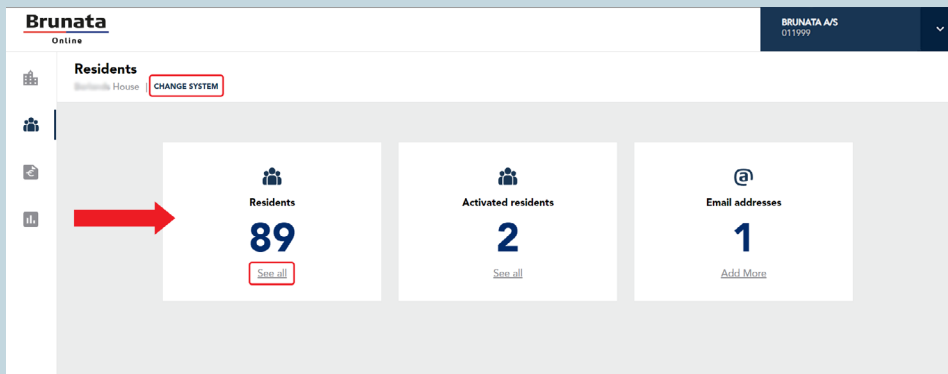 Brunata
Online
BRUNATA A/S
011999
Residents
House | CHANGE SYSTEM
Residents
89
See all
Activated residents
2
See all
Email addresses
1
Add More